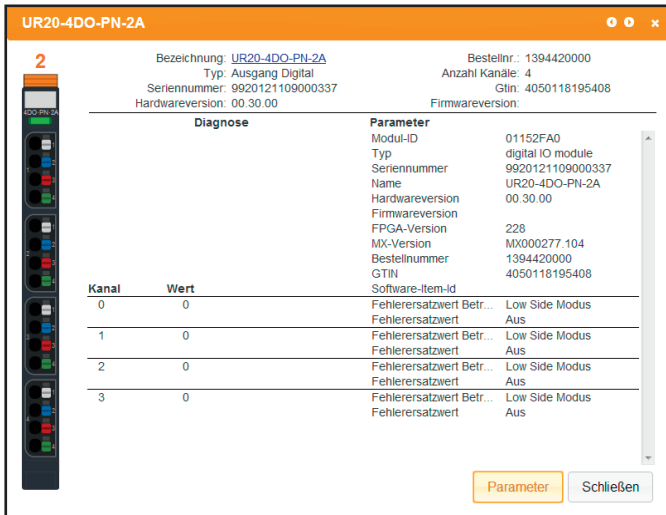 UR20-4DO-PN-2A
2
Bezeichnung: UR20-4DO-PN-2A
Typ: Ausgang Digital
Seriennummer: 9920121109000337
Hardwareversion: 00.30.00
Bestellnr.: 1394420000
Anzahl Kanäle: 4
Gtin: 4050118195408
Firmwareversion:
4DO-PN-2A
Diagnose
Parameter
Modul-ID 01152FA0
Typ digital IO module
Seriennummer 9920121109000337
Name UR20-4DO-PN-2A
Hardwareversion 00.30.00
Firmwareversion
FPGA-Version 228
MX-Version MX000277.104
Bestellnummer 1394420000
GTIN 4050118195408
Software-Item-Id
Kanal Wert
0 0 Fehlerersatzwert Betr... Low Side Modus
Fehlerersatzwert Aus
1 0 Fehlerersatzwert Betr... Low Side Modus
Fehlerersatzwert Aus
2 0 Fehlerersatzwert Betr... Low Side Modus
Fehlerersatzwert Aus
3 0 Fehlerersatzwert Betr... Low Side Modus
Fehlerersatzwert Aus
Parameter Schließen